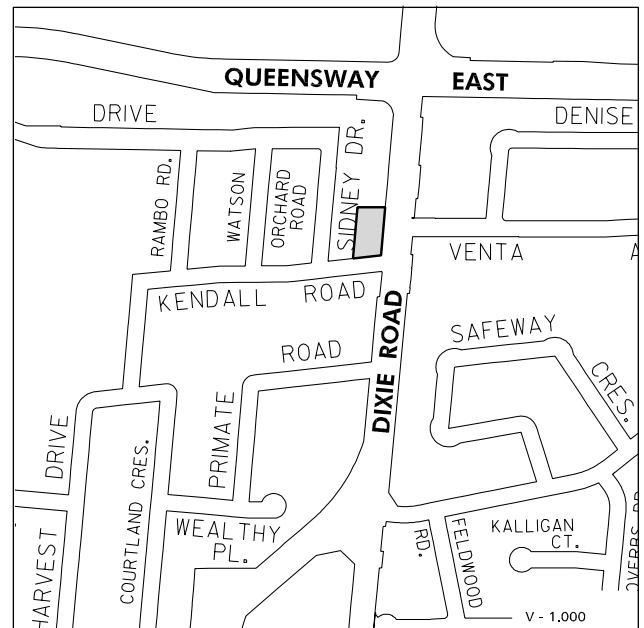 QUEENSWAY EAST
DRIVE
DENISE
SIDNEY DR.
RAMBO RD.
WATSON
ORCHARD
ROAD
VENTA A
KENDALL ROAD
DIXIE ROAD
SAFEWAY
CRES.
ROAD
PRIMATE
DRIVE
HARVEST
COURTLAND CRES.
WEALTHY
PL.
RD.
FELDWOOD
KALLIGAN
CT.
V - 1.000